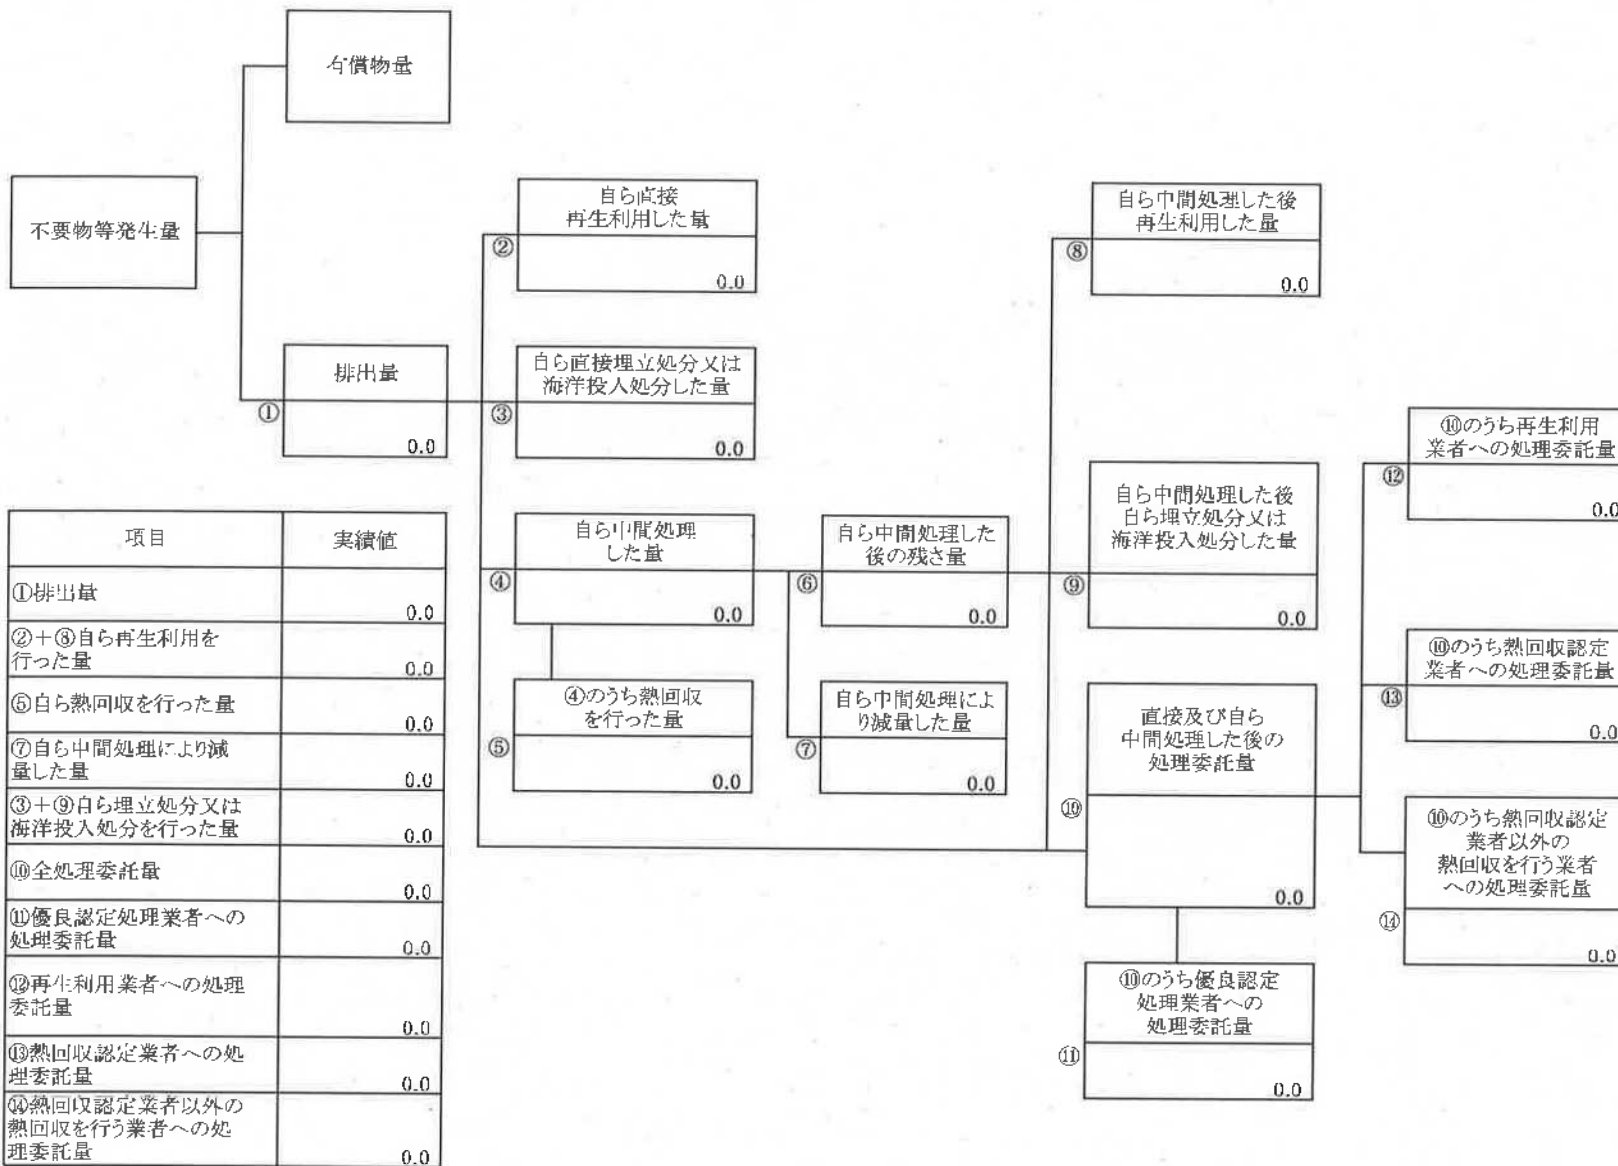 有償物量
不要物等発生量
自ら直接
再生利用した量
②
0.0
自ら中間処理した後
再生利用した量
⑧
0.0
排出量
①
0.0
自ら直接埋立処分又は
海洋投入処分した量
③
0.0
⑩のうち再生利用
業者への処理委託量
⑫
0.0
自ら中間処理
した量
④
0.0
自ら中間処理した
後の残さ量
⑥
0.0
自ら中間処理した後
自ら埋立処分又は
海洋投入処分した量
⑨
0.0
⑩のうち熱回収認定
業者への処理委託量
⑬
0.0
④のうち熱回収
を行った量
⑤
0.0
自ら中間処理によ
り減量した量
⑦
0.0
直接及び自ら
中間処理した後の
処理委託量
⑩
0.0
⑩のうち熱回収認定
業者以外の
熱回収を行う業者
への処理委託量
⑭
0.0
⑩のうち優良認定
処理業者への
処理委託量
⑪
0.0
項目 実績値
①排出量
0.0
②+⑧自ら再生利用を
行った量
0.0
⑤自ら熱回収を行った量
0.0
⑦自ら中間処理により減
量した量
0.0
③+⑨自ら埋立処分又は
海洋投入処分を行った量
0.0
⑩全処理委託量
0.0
⑪優良認定処理業者への
処理委託量
0.0
⑫再生利用業者への処理
委託量
0.0
⑬熱回収認定業者への処
理委託量
0.0
⑭熱回収認定業者以外の
熱回収を行う業者への処
理委託量
0.0